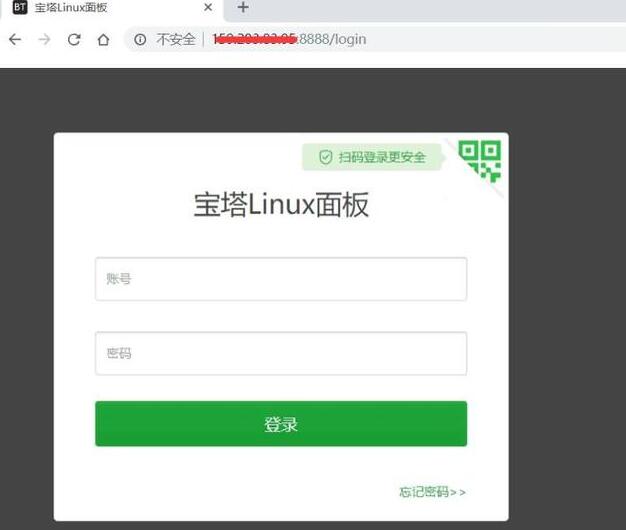 BT 宝塔Linux面板
不安全 :8888/login
扫码登录更安全
宝塔Linux面板
账号
密码
登录
忘记密码>>